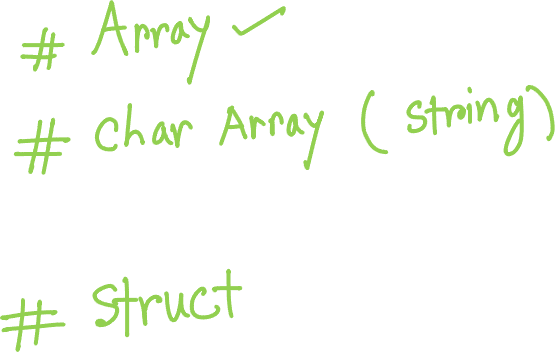 # Array ✓
# char Array ( string)
# struct